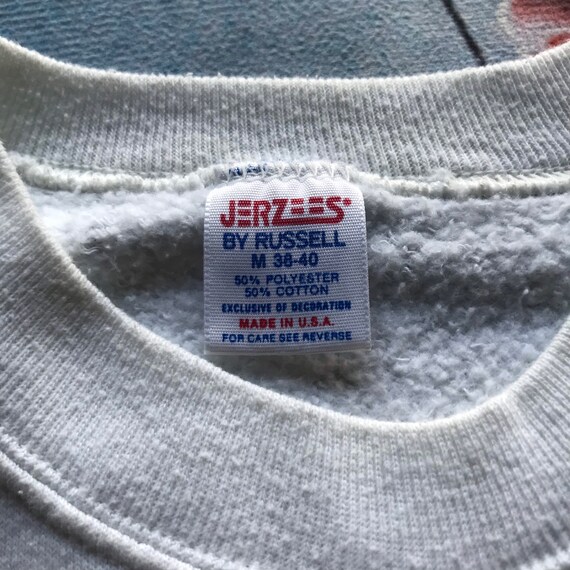 JERZEES
BY RUSSELL
M 38-40
50% POLYESTER
50% COTTON
EXCLUSIVE OF DECORATION
MADE IN U.S.A.
FOR CARE SEE REVERSE